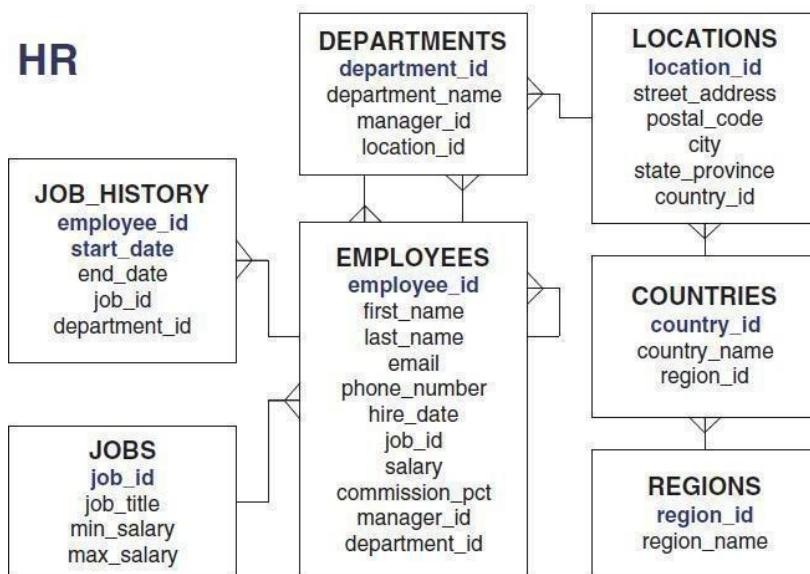 HR
DEPARTMENTS
department_id
department_name
manager_id
location_id
LOCATIONS
location_id
street_address
postal_code
city
state_province
country_id
JOB_HISTORY
employee_id
start_date
end_date
job_id
department_id
EMPLOYEES
employee_id
first_name
last_name
email
phone_number
hire_date
job_id
salary
commission_pct
manager_id
department_id
COUNTRIES
country_id
country_name
region_id
JOBS
job_id
job_title
min_salary
max_salary
REGIONS
region_id
region_name